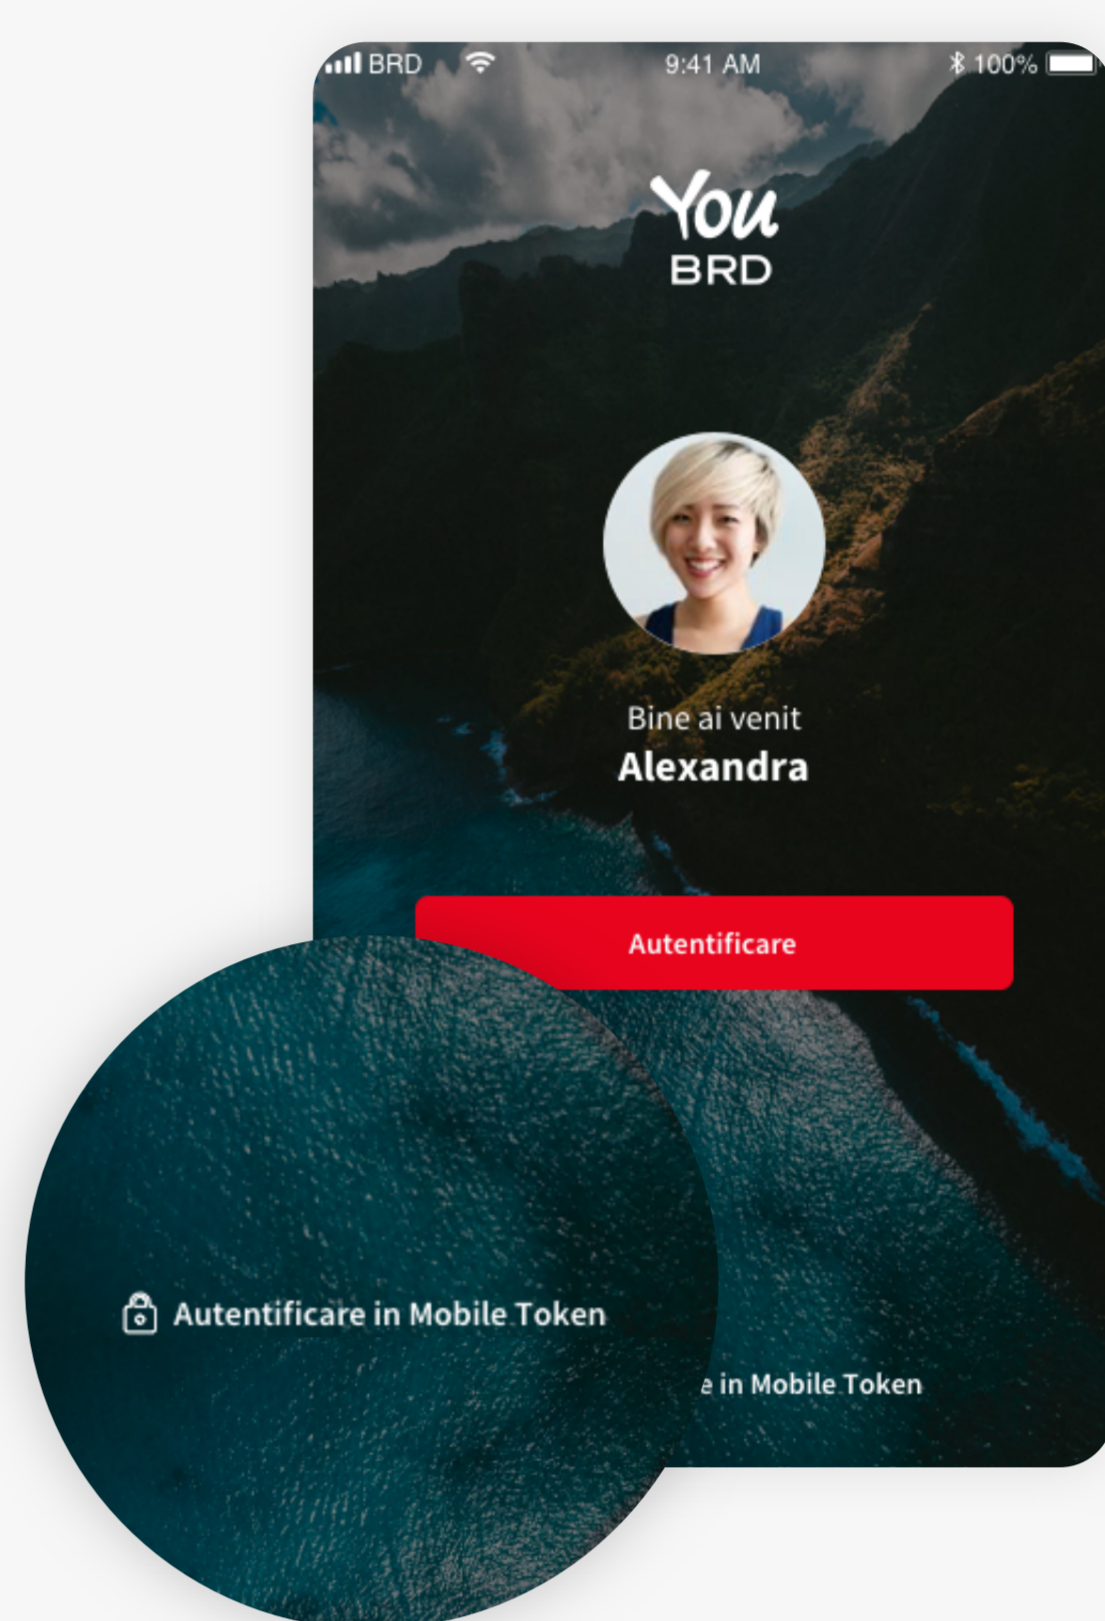 BRD
9:41 AM
100%
You
BRD
Bine ai venit
Alexandra
Autentificare
Autentificare in Mobile Token
e in Mobile Token